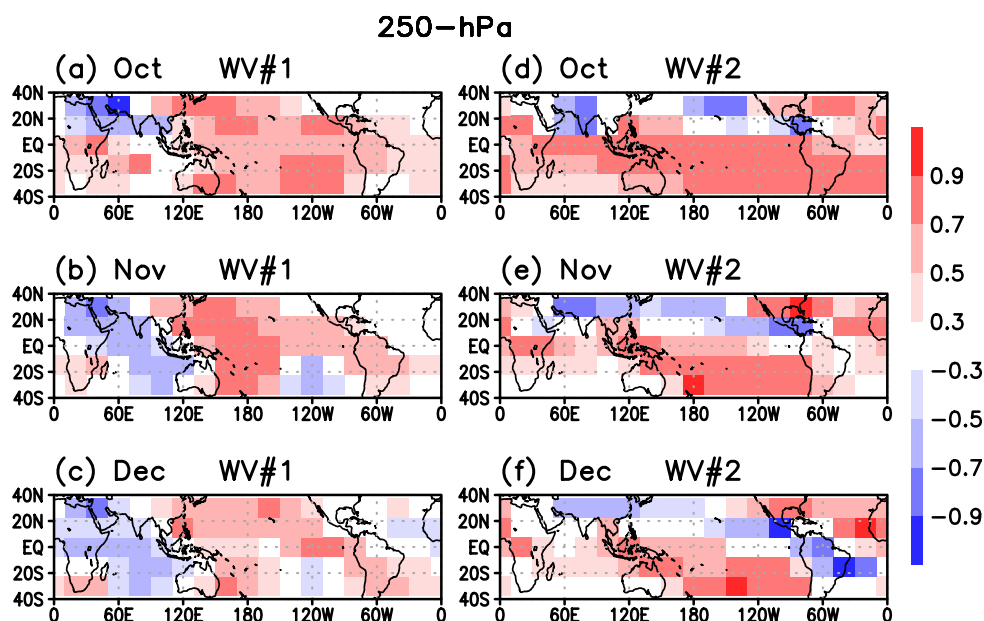 250-hPa
(a) Oct WV#1
(d) Oct WV#2
40N
20N
EQ
20S
40S
0 60E 120E 180 120W 60W 0
40N
20N
EQ
20S
40S
0 60E 120E 180 120W 60W 0
(b) Nov WV#1
(e) Nov WV#2
40N
20N
EQ
20S
40S
0 60E 120E 180 120W 60W 0
40N
20N
EQ
20S
40S
0 60E 120E 180 120W 60W 0
(c) Dec WV#1
(f) Dec WV#2
40N
20N
EQ
20S
40S
0 60E 120E 180 120W 60W 0
40N
20N
EQ
20S
40S
0 60E 120E 180 120W 60W 0
0.9
0.7
0.5
0.3
-0.3
-0.5
-0.7
-0.9